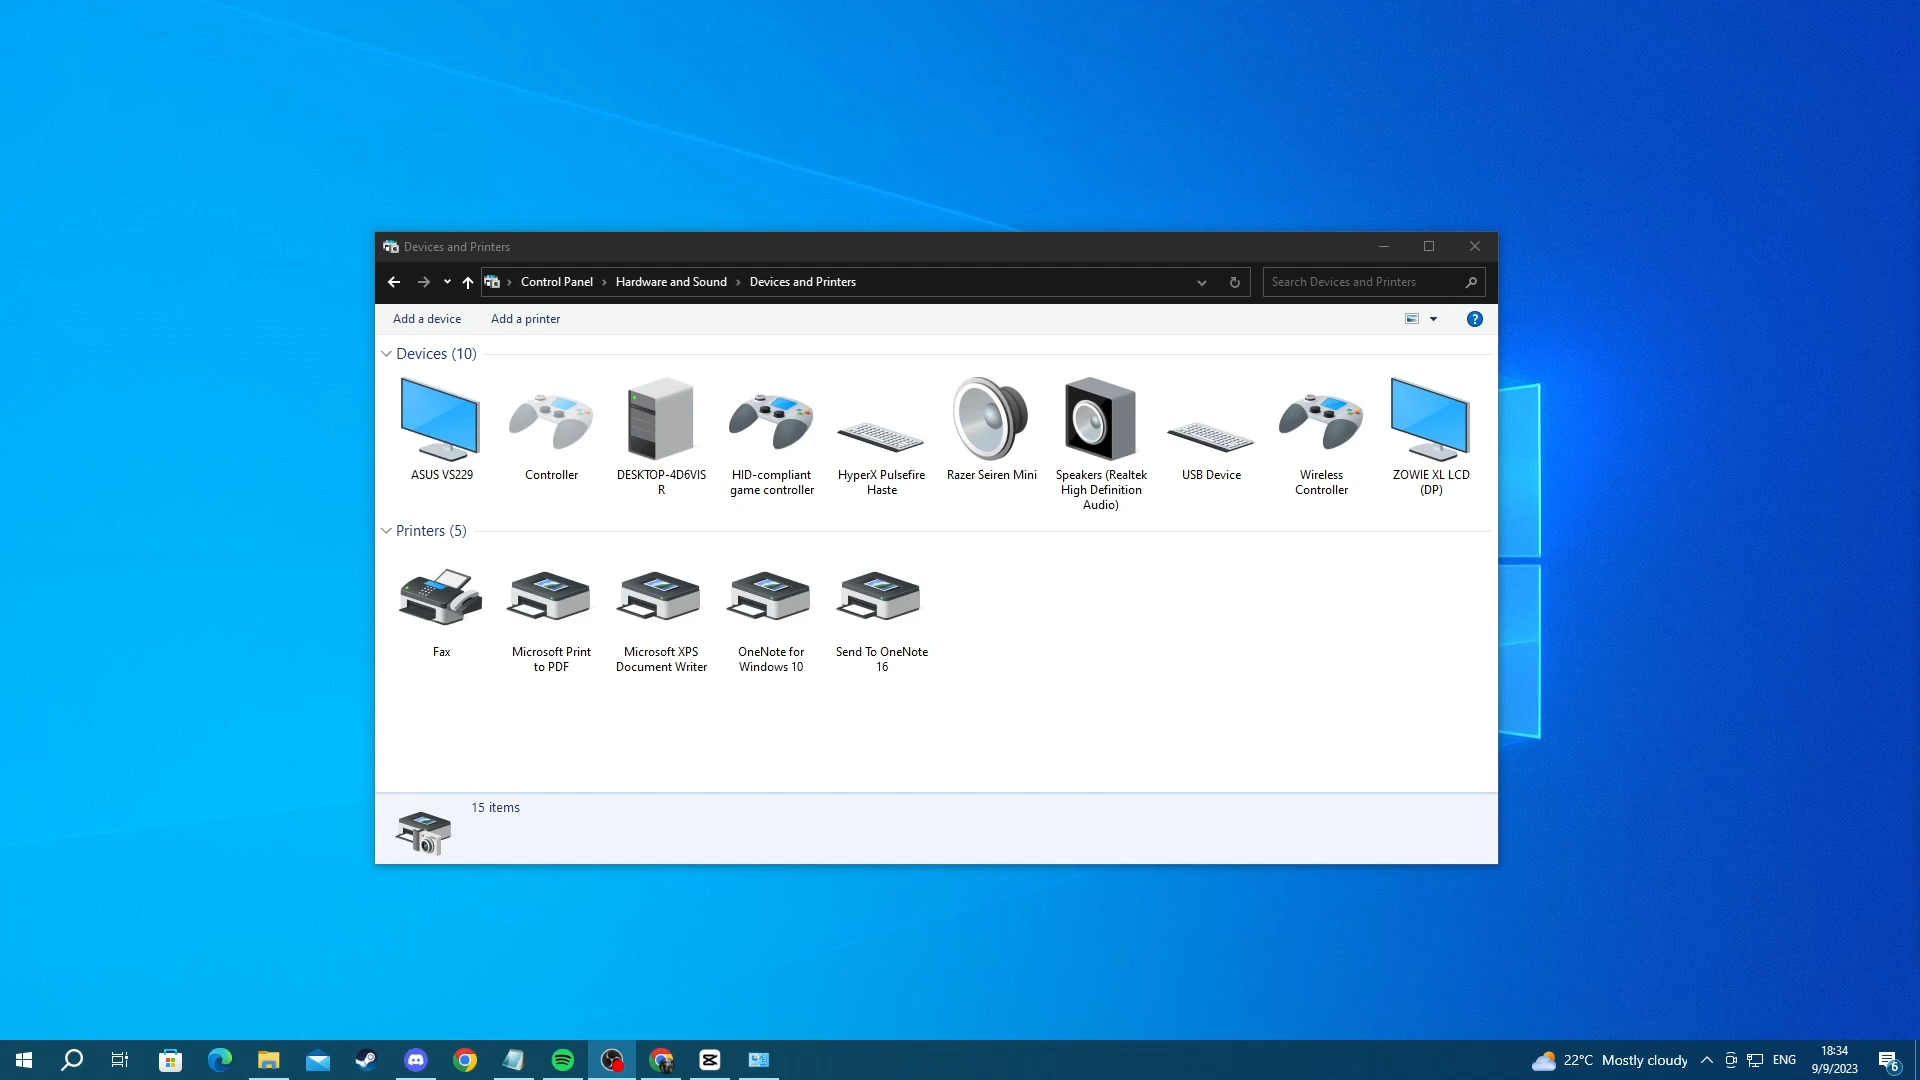 Devices and Printers
Control Panel > Hardware and Sound > Devices and Printers
Search Devices and Printers
Add a device
Add a printer
?
Devices (10)
ASUS VS229
Controller
DESKTOP-4D6VIS
R
HID-compliant
game controller
HyperX Pulsefire
Haste
Razer Seiren Mini
Speakers (Realtek
High Definition
Audio)
USB Device
Wireless
Controller
ZOWIE XL LCD
(DP)
Printers (5)
Fax
Microsoft Print
to PDF
Microsoft XPS
Document Writer
OneNote for
Windows 10
Send To OneNote
16
15 items
22°C Mostly cloudy
ENG
18:34
9/9/2023
6